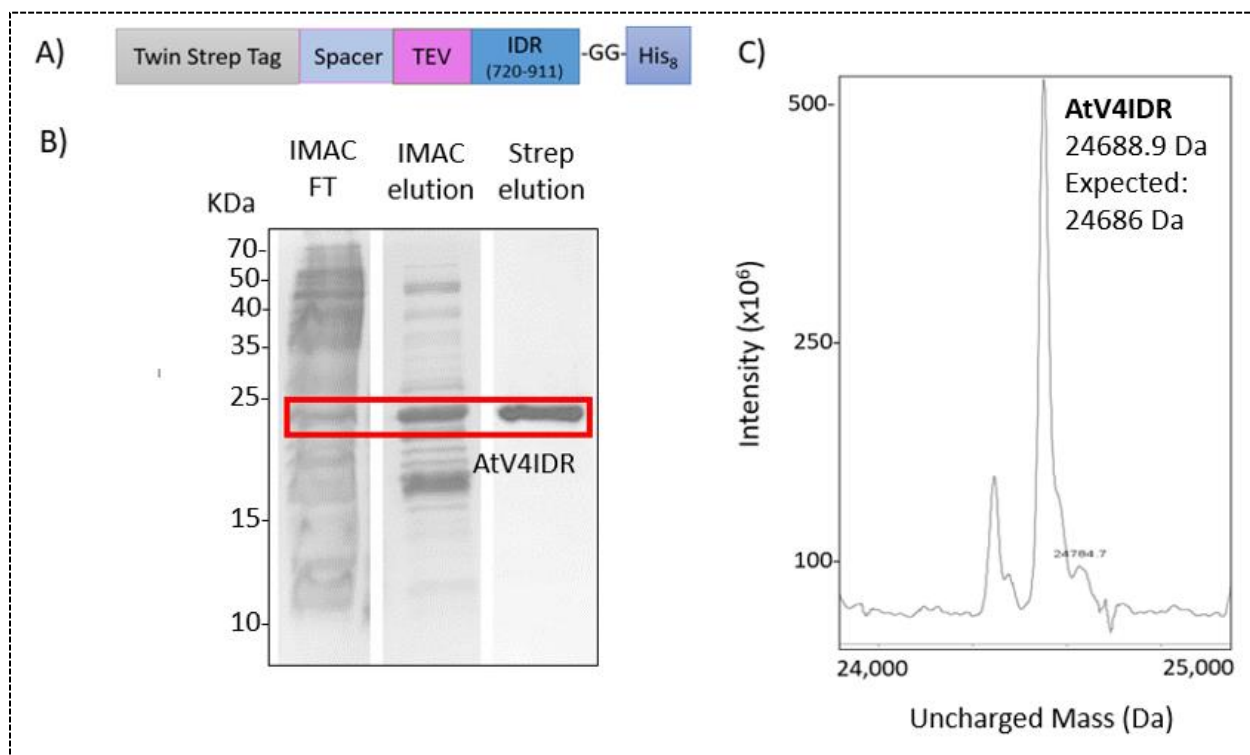 A)
Twin Strep Tag
Spacer
TEV
IDR
(720-911)
-GG-
His8
B)
IMAC
FT
IMAC
elution
Strep
elution
KDa
70-
50-
40-
35-
25-
15-
10-
AtV4IDR
C)
500-
250-
100-
Intensity (x10⁶)
AtV4IDR
24688.9 Da
Expected:
24686 Da
24784.7
24,000
25,000
Uncharged Mass (Da)